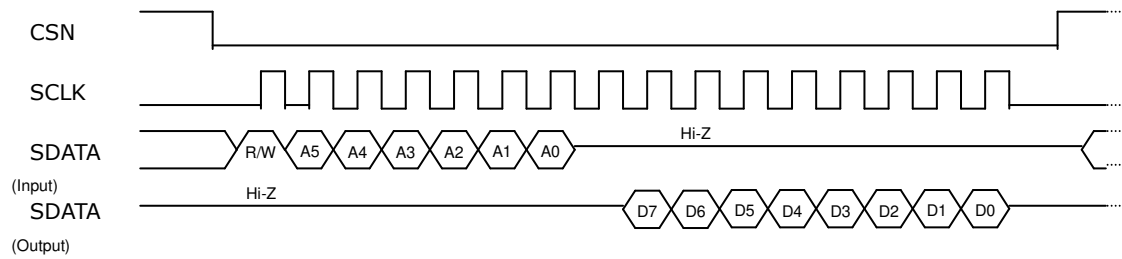 CSN
SCLK
SDATA R/W A5 A4 A3 A2 A1 A0 Hi-Z
(Input)
SDATA Hi-Z D7 D6 D5 D4 D3 D2 D1 D0
(Output)